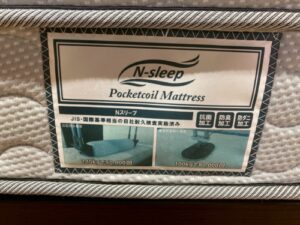 N-sleep
Pocketcoil Mattress
Nスリープ
JIS・国際基準相当の自社耐久検査実施済み
抗菌加工
防臭加工
防ダニ加工